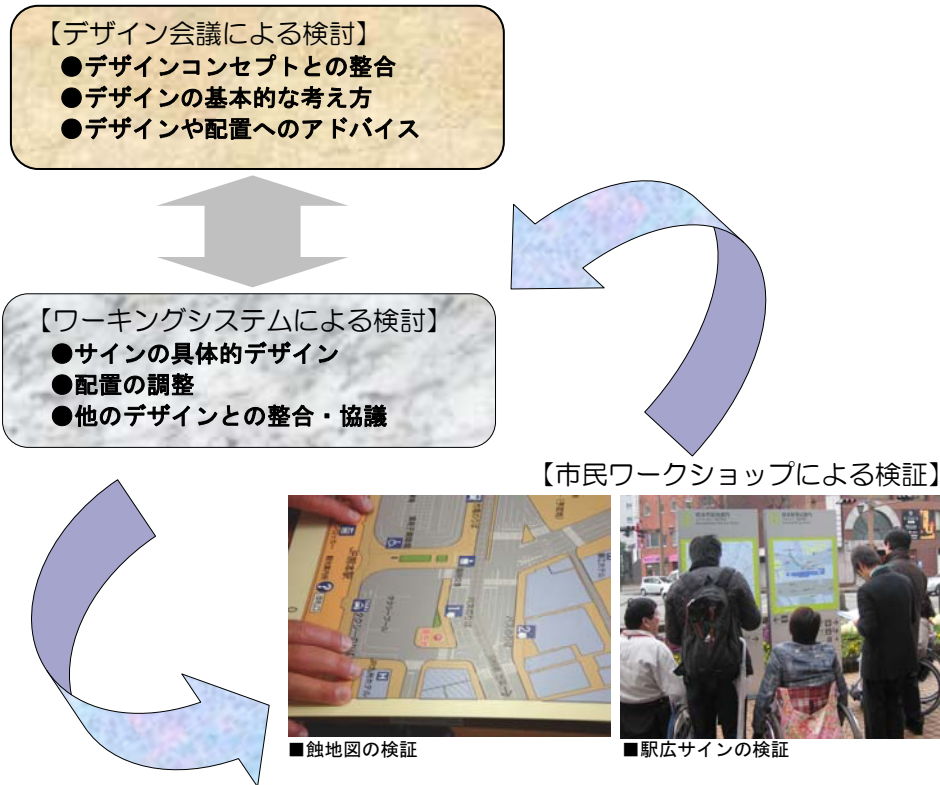 【デザイン会議による検討】
●デザインコンセプトとの整合
●デザインの基本的な考え方
●デザインや配置へのアドバイス
【ワーキングシステムによる検討】
●サインの具体的デザイン
●配置の調整
●他のデザインとの整合・協議
【市民ワークショップによる検証】
■蝕地図の検証
■駅広サインの検証